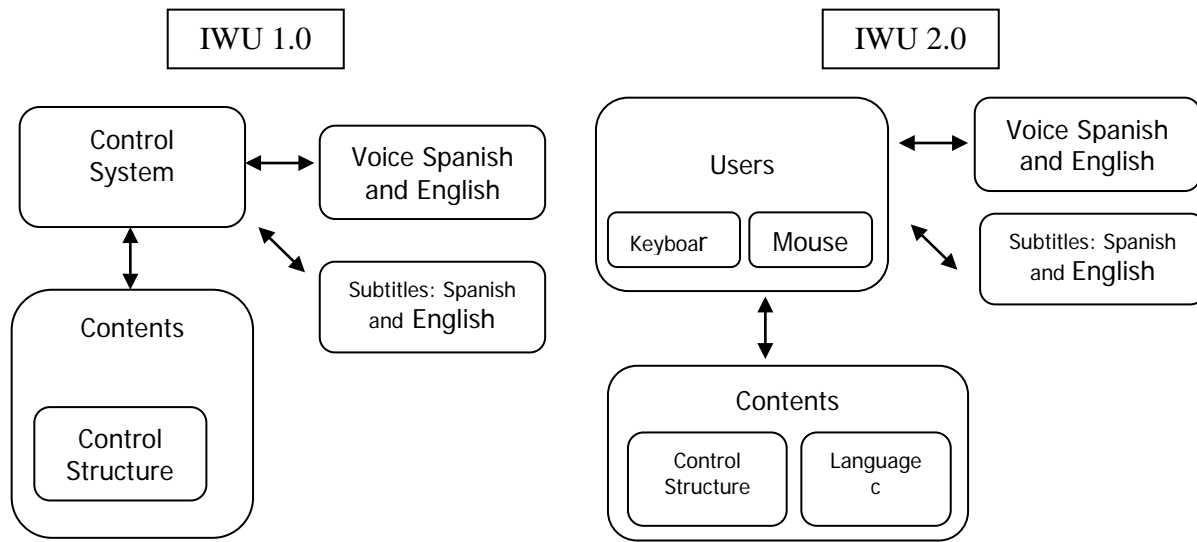 IWU 1.0
Control
System
Voice Spanish
and English
Subtitles: Spanish
and English
Contents
Control
Structure
IWU 2.0
Users
Keyboar
Mouse
Voice Spanish
and English
Subtitles: Spanish
and English
Contents
Control
Structure
Language
c